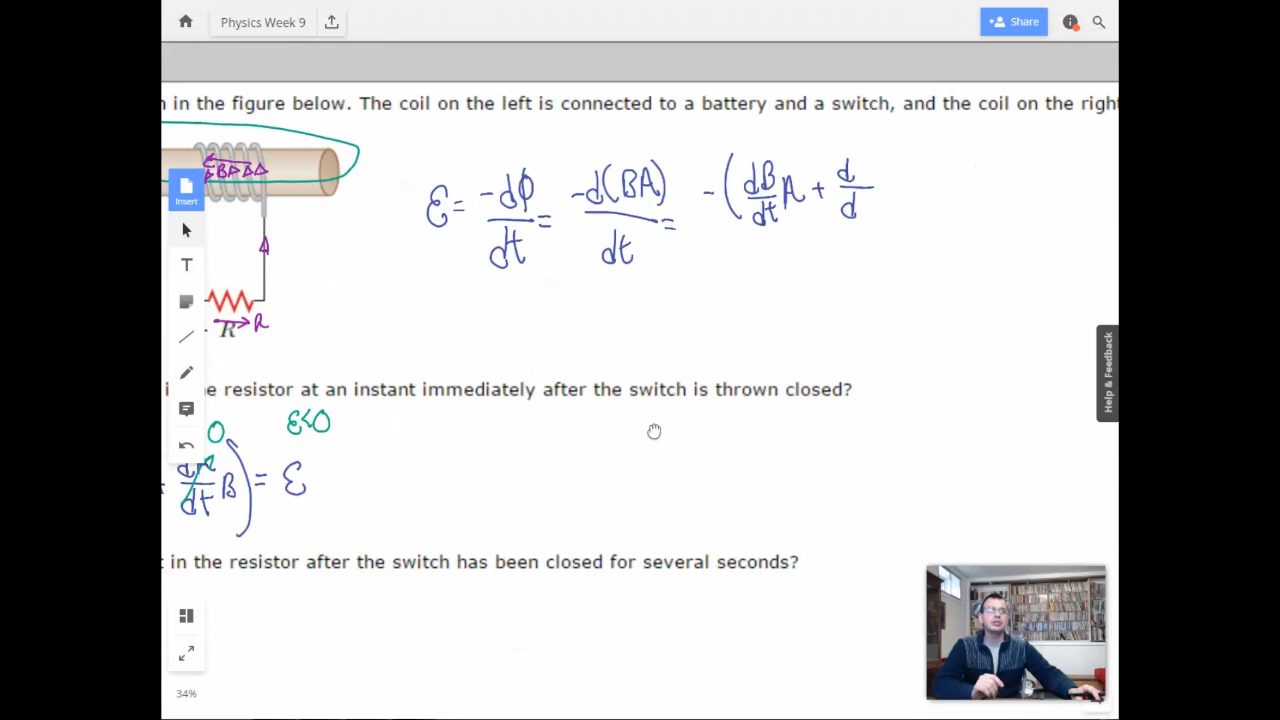 Physics Week 9
Share
n in the figure below. The coil on the left is connected to a battery and a switch, and the coil on the right
B
Insert
ε = -dϕ/dt = -d(BA)/dt = -(dB/dt A + d/d
T
R R
Help & Feedback
e resistor at an instant immediately after the switch is thrown closed?
0 ε<0
dt B) = ε
t in the resistor after the switch has been closed for several seconds?
34%